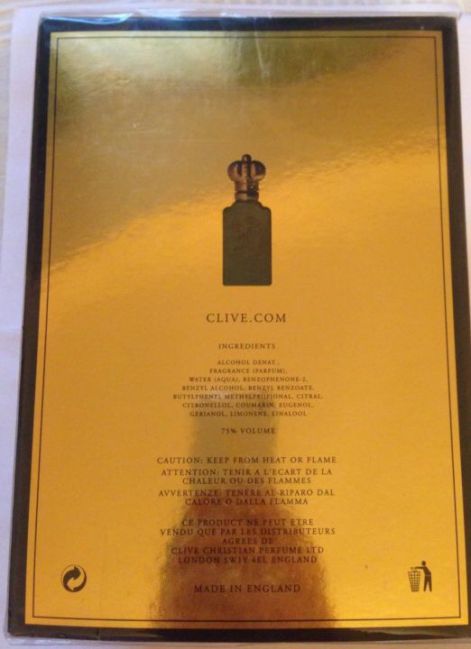 CLIVE.COM
INGREDIENTS
ALCOHOL DENAT.,
FRAGRANCE (PARFUM),
WATER (AQUA), BENZOPHENONE-2,
BENZYL ALCOHOL, BENZYL BENZOATE,
BUTYLPHENYL METHYLPROPIONAL, CITRAL,
CITRONELLOL, COUMARIN, EUGENOL,
GERANIOL, LIMONENE, LINALOOL
75% VOLUME
CAUTION: KEEP FROM HEAT OR FLAME
ATTENTION: TENIR A L'ECART DE LA
CHALEUR OU DES FLAMMES
AVVERTENZE: TENERE AL RIPARO DAL
CALORE O DALLA FLAMMA
CE PRODUCT NE PEUT ETRE
VENDU QUE PAR LES DISTRIBUTEURS
AGREES DE
CLIVE CHRISTIAN PERFUME LTD
LONDON SW1Y 4EL ENGLAND
MADE IN ENGLAND